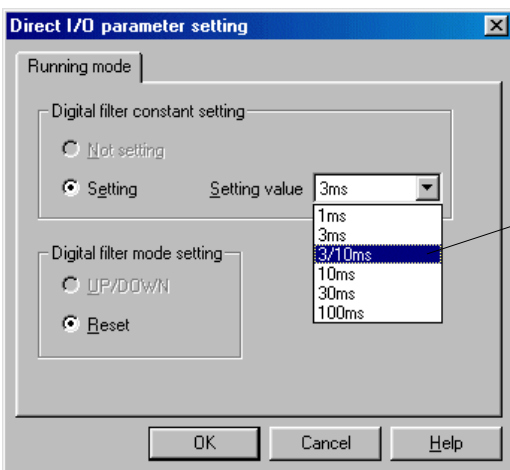 Direct I/O parameter setting
Running mode
Digital filter constant setting
Not setting
Setting Setting value 3ms
1ms
3ms
3/10ms
10ms
30ms
100ms
Digital filter mode setting
UP/DOWN
Reset
OK Cancel Help